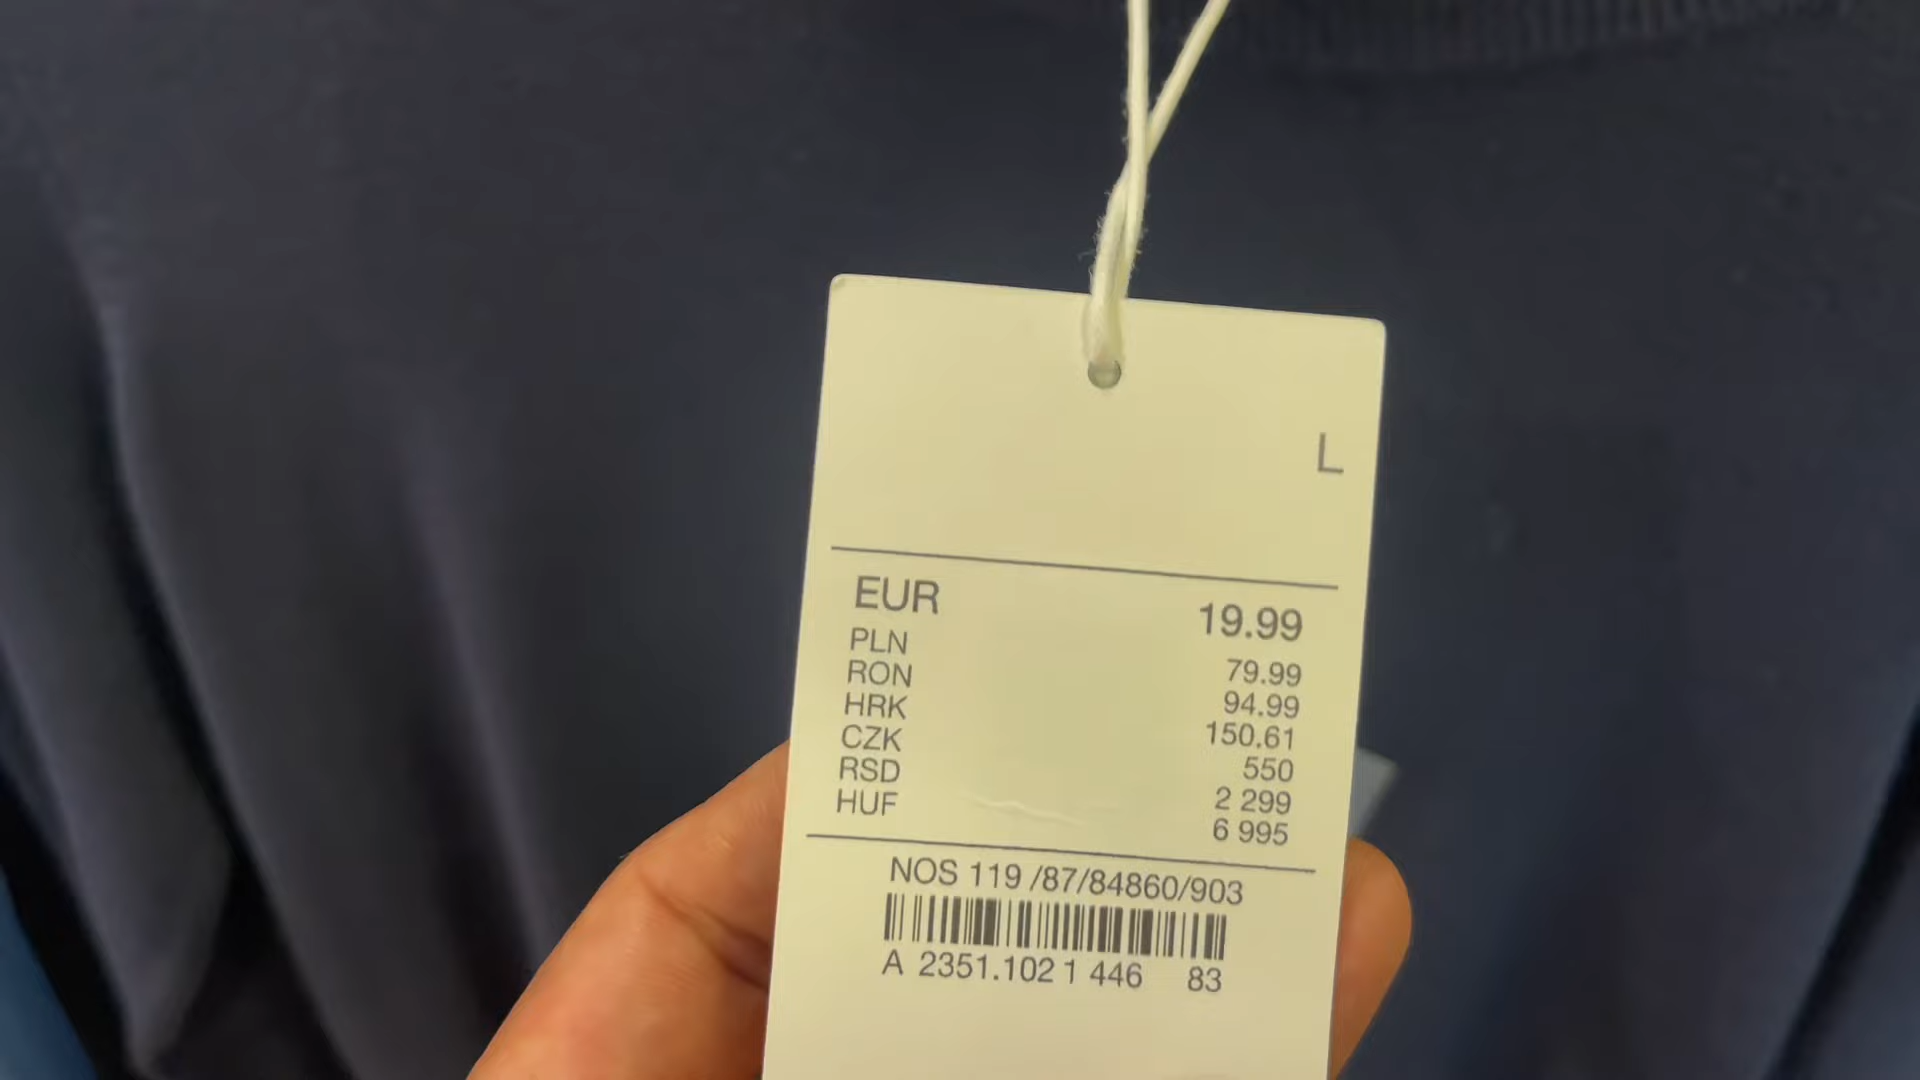 L
EUR 19.99
PLN 79.99
RON 94.99
HRK 150.61
CZK 550
RSD 2 299
HUF 6 995
NOS 119 /87/84860/903
A 2351.102 1 446 83